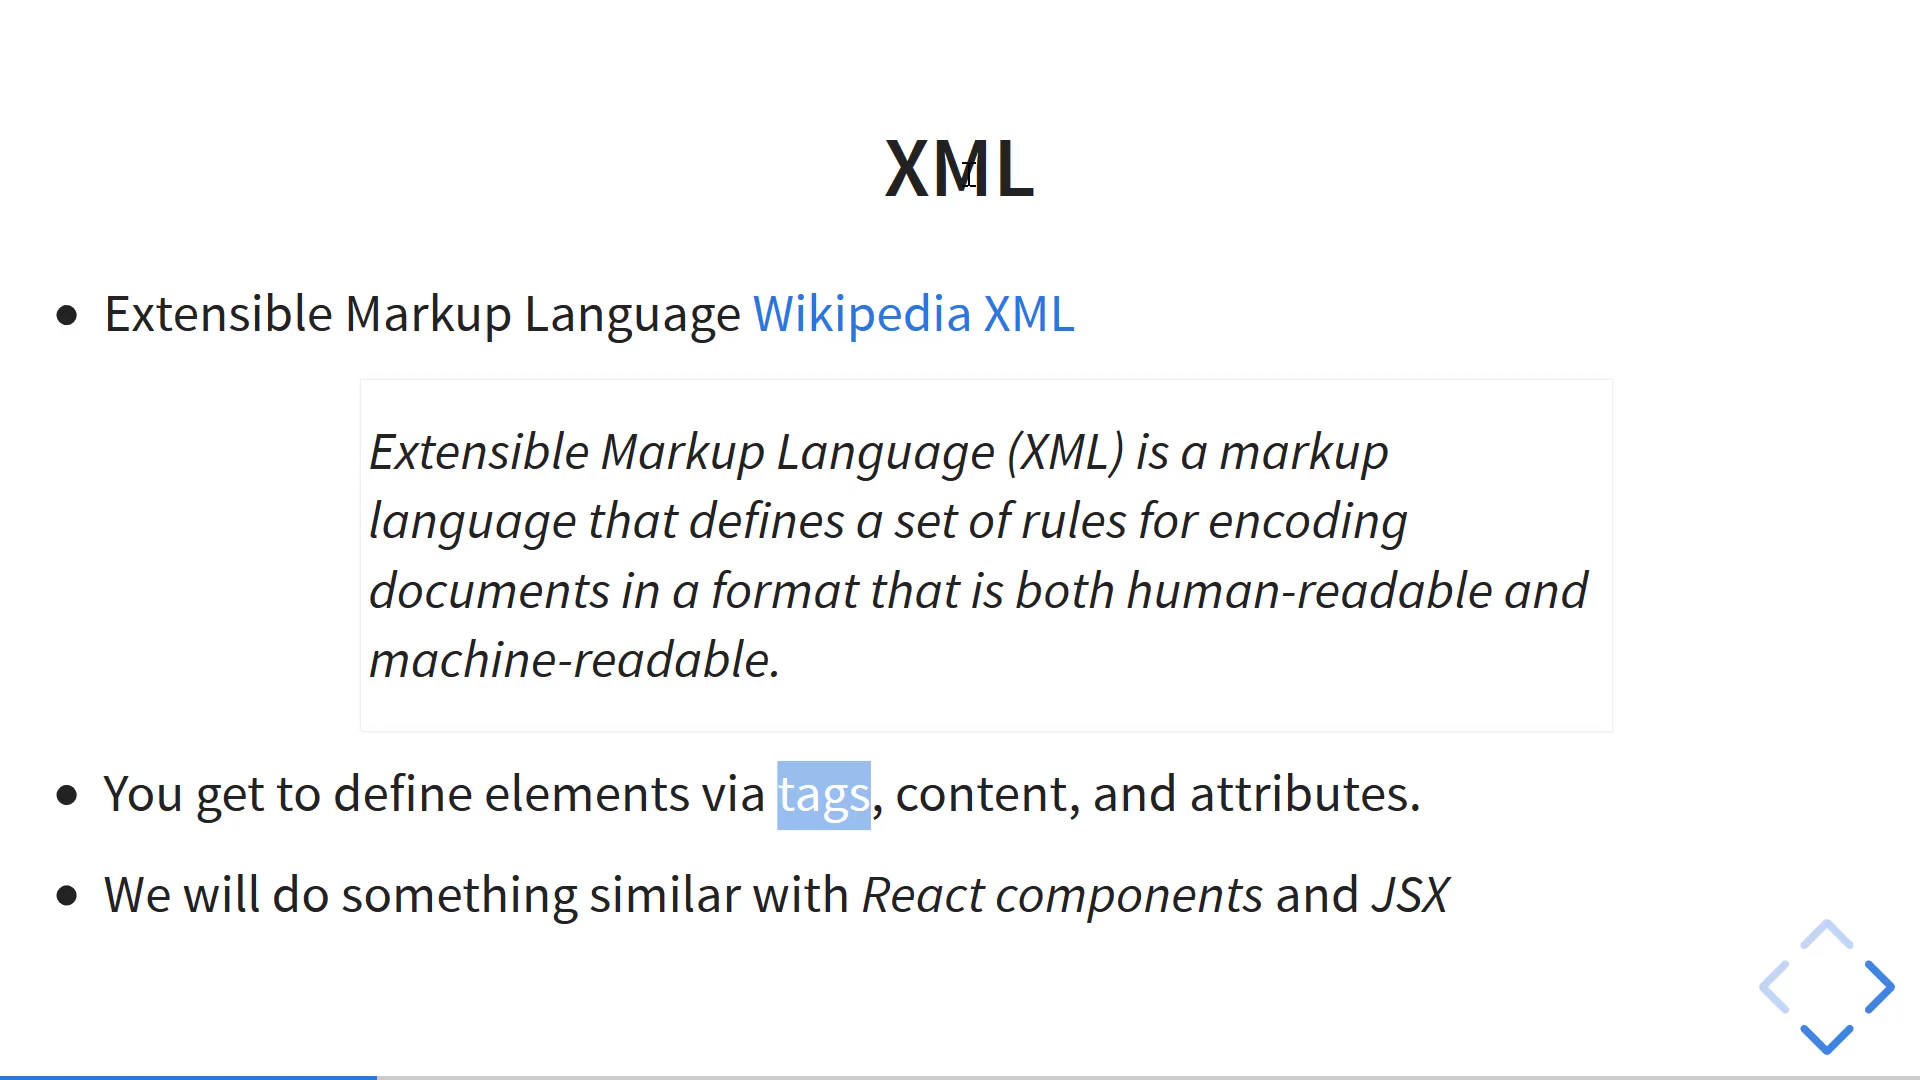 XML
Extensible Markup Language Wikipedia XML
Extensible Markup Language (XML) is a markup
language that defines a set of rules for encoding
documents in a format that is both human-readable and
machine-readable.
You get to define elements via tags, content, and attributes.
We will do something similar with React components and JSX